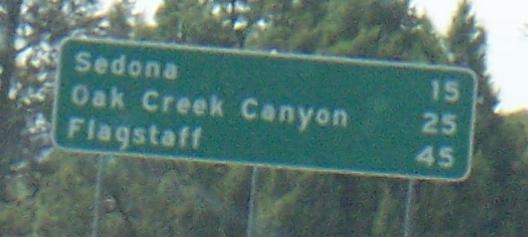 Sedona 15
Oak Creek Canyon 25
Flagstaff 45